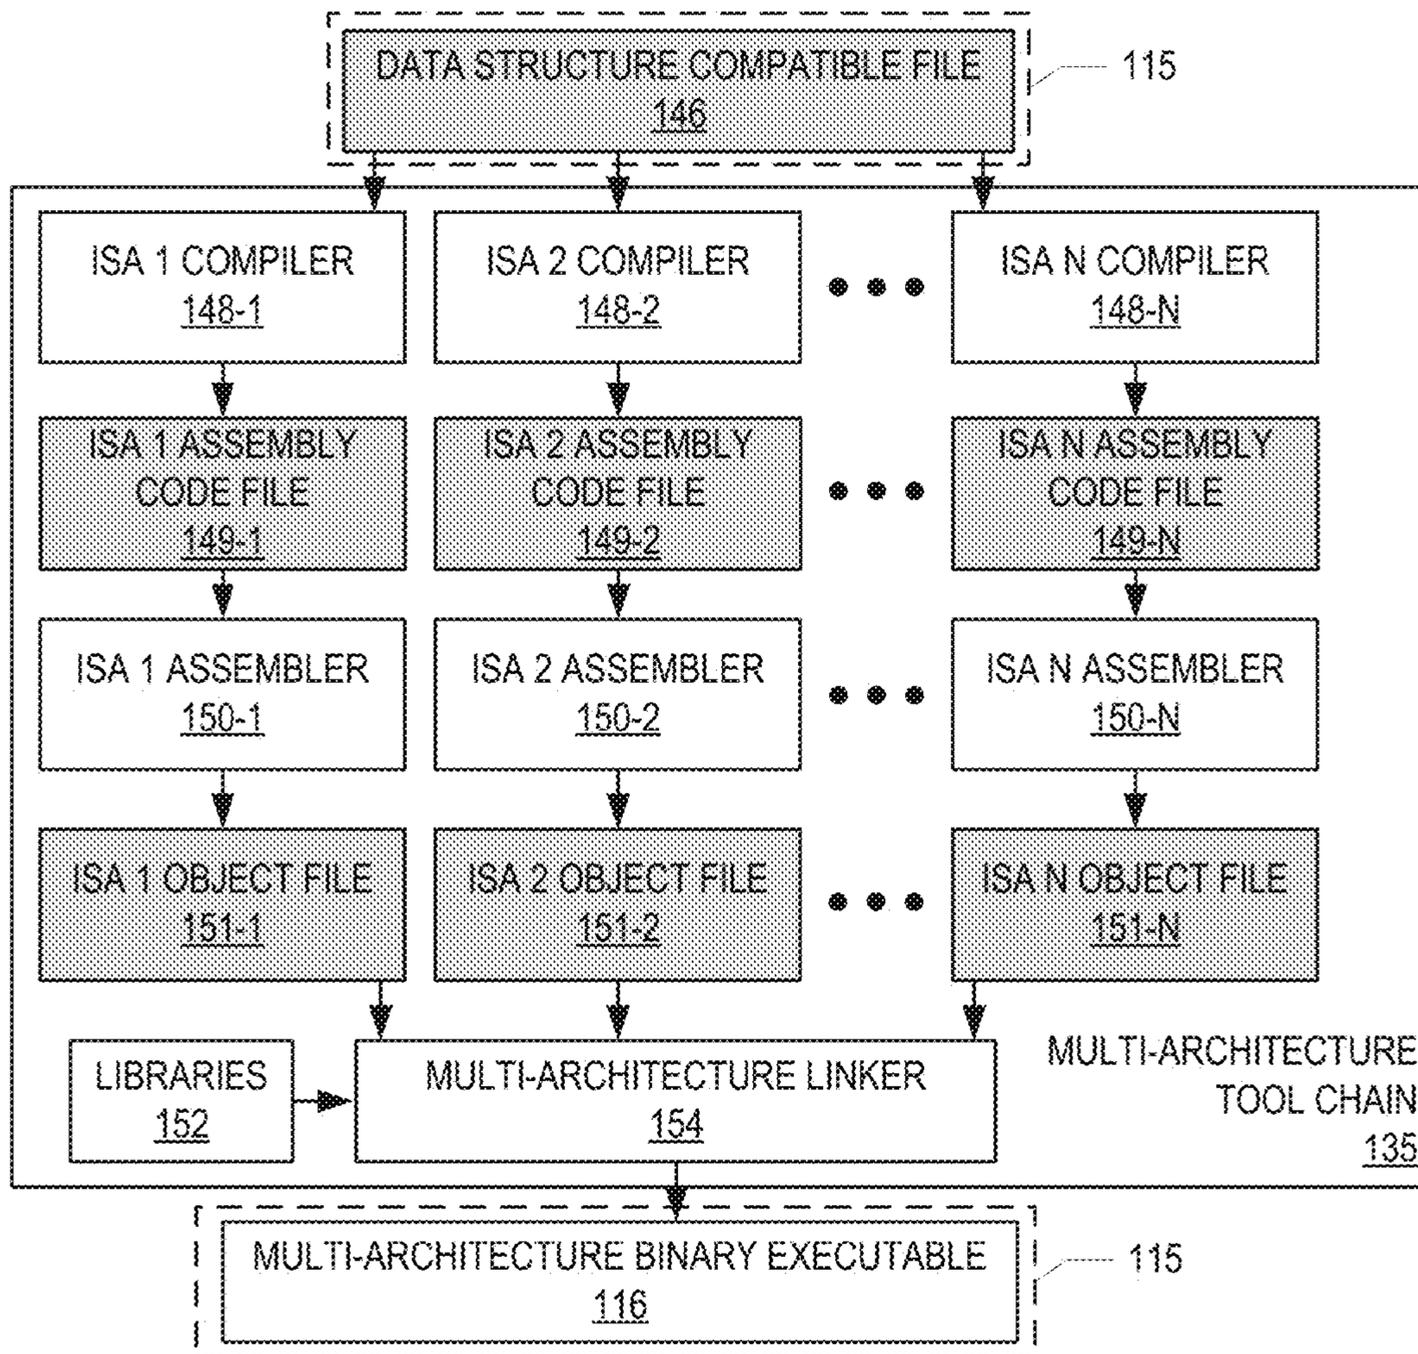 DATA STRUCTURE COMPATIBLE FILE
146
115
ISA 1 COMPILER
148-1
ISA 2 COMPILER
148-2
ISA N COMPILER
148-N
ISA 1 ASSEMBLY
CODE FILE
149-1
ISA 2 ASSEMBLY
CODE FILE
149-2
ISA N ASSEMBLY
CODE FILE
149-N
ISA 1 ASSEMBLER
150-1
ISA 2 ASSEMBLER
150-2
ISA N ASSEMBLER
150-N
ISA 1 OBJECT FILE
151-1
ISA 2 OBJECT FILE
151-2
ISA N OBJECT FILE
151-N
LIBRARIES
152
MULTI-ARCHITECTURE LINKER
154
MULTI-ARCHITECTURE
TOOL CHAIN
135
MULTI-ARCHITECTURE BINARY EXECUTABLE
116
115